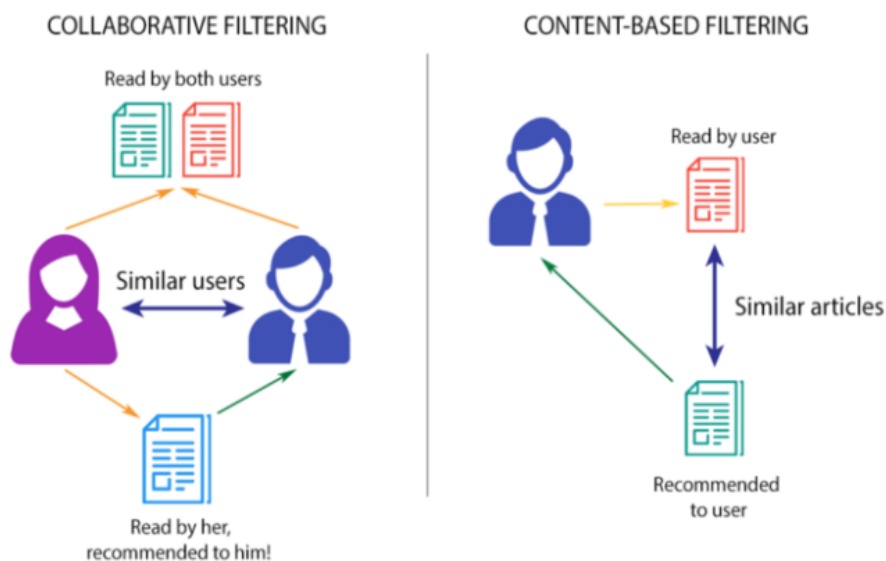 COLLABORATIVE FILTERING
Read by both users
Similar users
Read by her,
recommended to him!
CONTENT-BASED FILTERING
Read by user
Similar articles
Recommended
to user